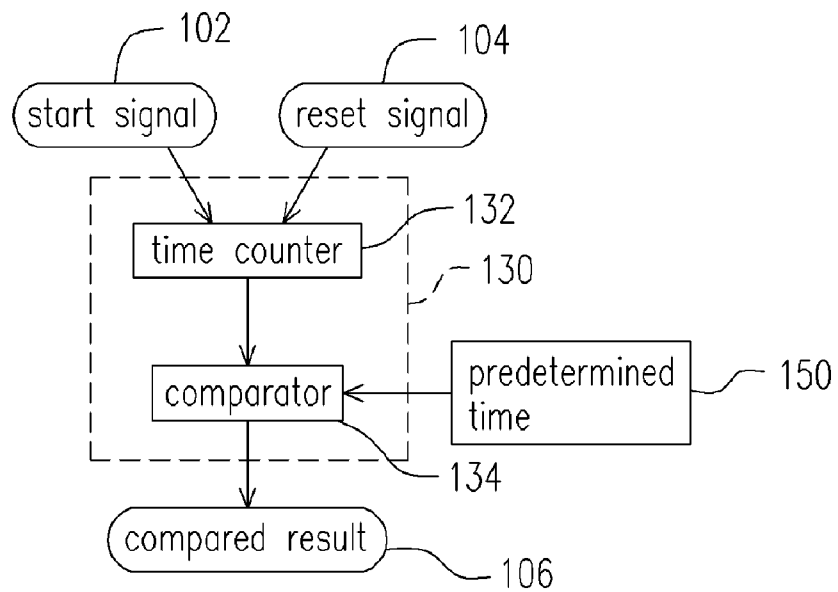 102
104
start signal
reset signal
132
time counter
130
predetermined
time
150
comparator
134
compared result
106